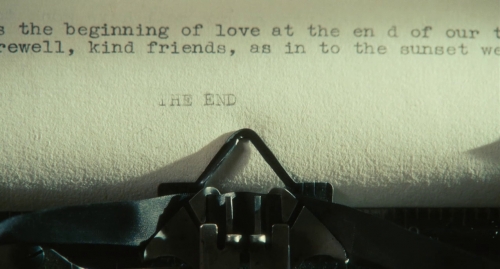 the beginning of love at the en d of our
rewell, kind friends, as in to the sunset we
THE END